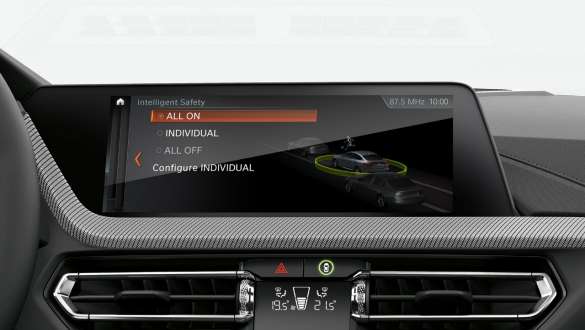 Intelligent Safety
87.5 MHz 10:00
ALL ON
INDIVIDUAL
ALL OFF
Configure INDIVIDUAL
19.5 21.5